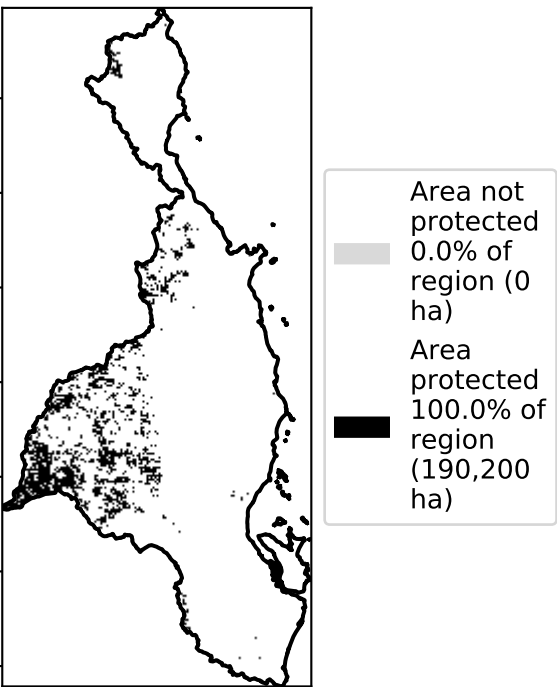 Area not
protected
0.0% of
region (0
ha)
Area
protected
100.0% of
region
(190,200
ha)